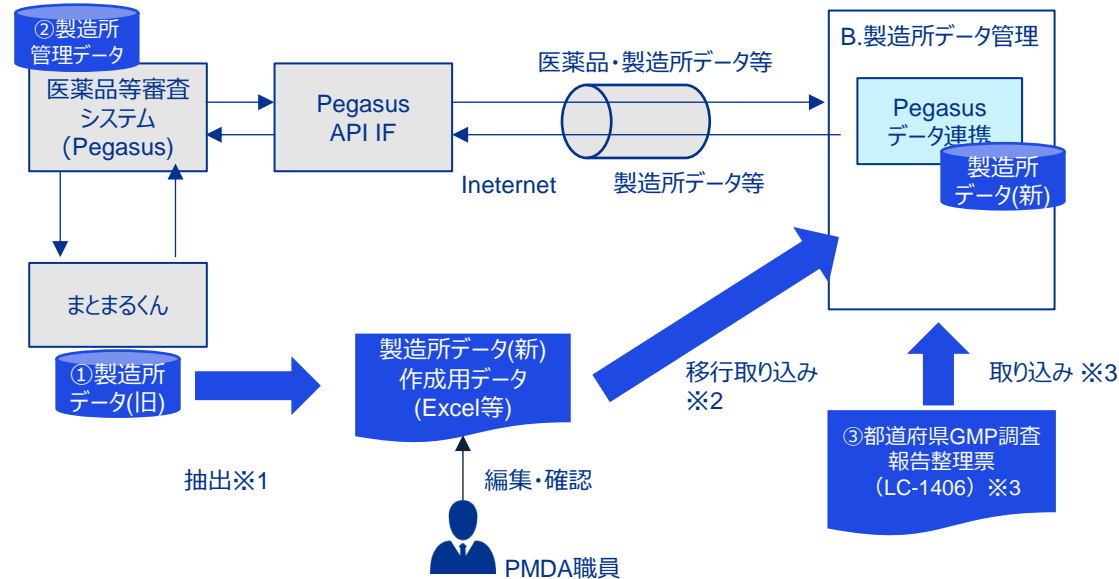 ②製造所
管理データ
医薬品等審査
システム
(Pegasus)
Pegasus
API IF
医薬品・製造所データ等
Ineternet
製造所データ等
B.製造所データ管理
Pegasus
データ連携
製造所
データ(新)
まとまるくん
①製造所
データ(旧)
製造所データ(新)
作成用データ
(Excel等)
移行取り込み
※2
取り込み ※3
③都道府県GMP調査
報告整理票
（LC-1406）※3
抽出※1
編集・確認
PMDA職員